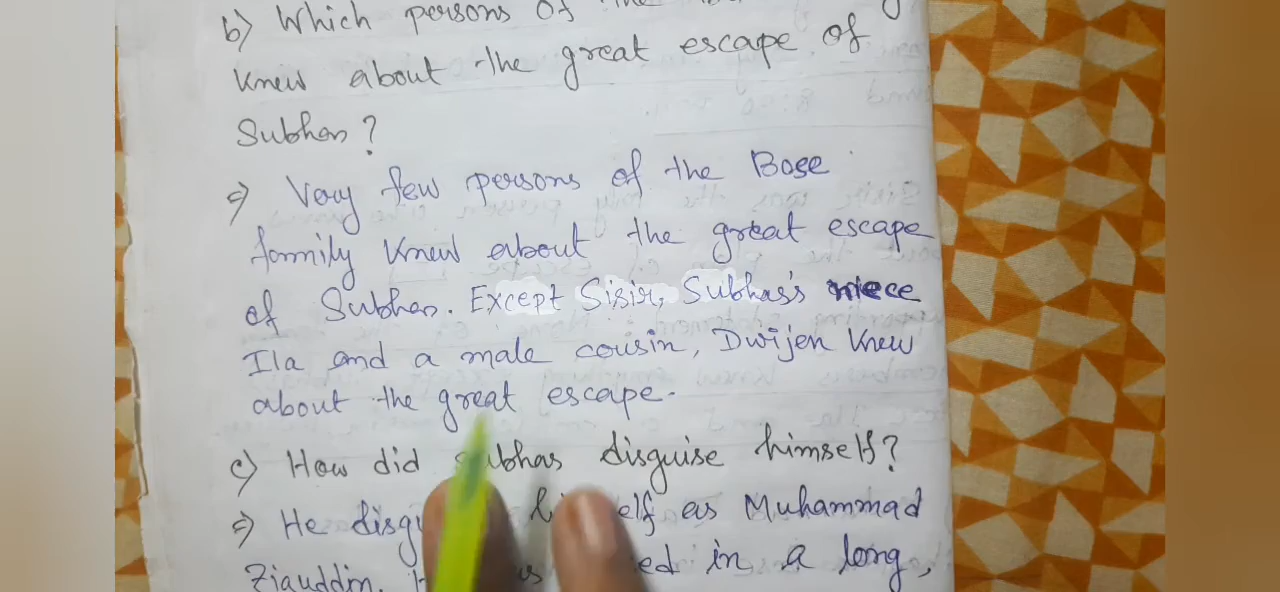 b) Which persons of the
knew about the great escape of
Subhas?
⇒ Very few persons of the Bose
family knew about the great escape
of Subhas. Except Sisir, Subhas's niece
Ila and a male cousin, Dwijen knew
about the great escape.
c) How did Subhas disguise himself?
⇒ He as Muhammad
Ziauddin. in a long,